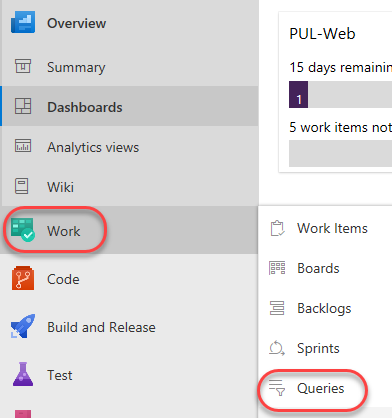 Overview
Summary
Dashboards
Analytics views
Wiki
Work
Code
Build and Release
Test
PUL-Web
15 days remaining
1
5 work items not
Work Items
Boards
Backlogs
Sprints
Queries